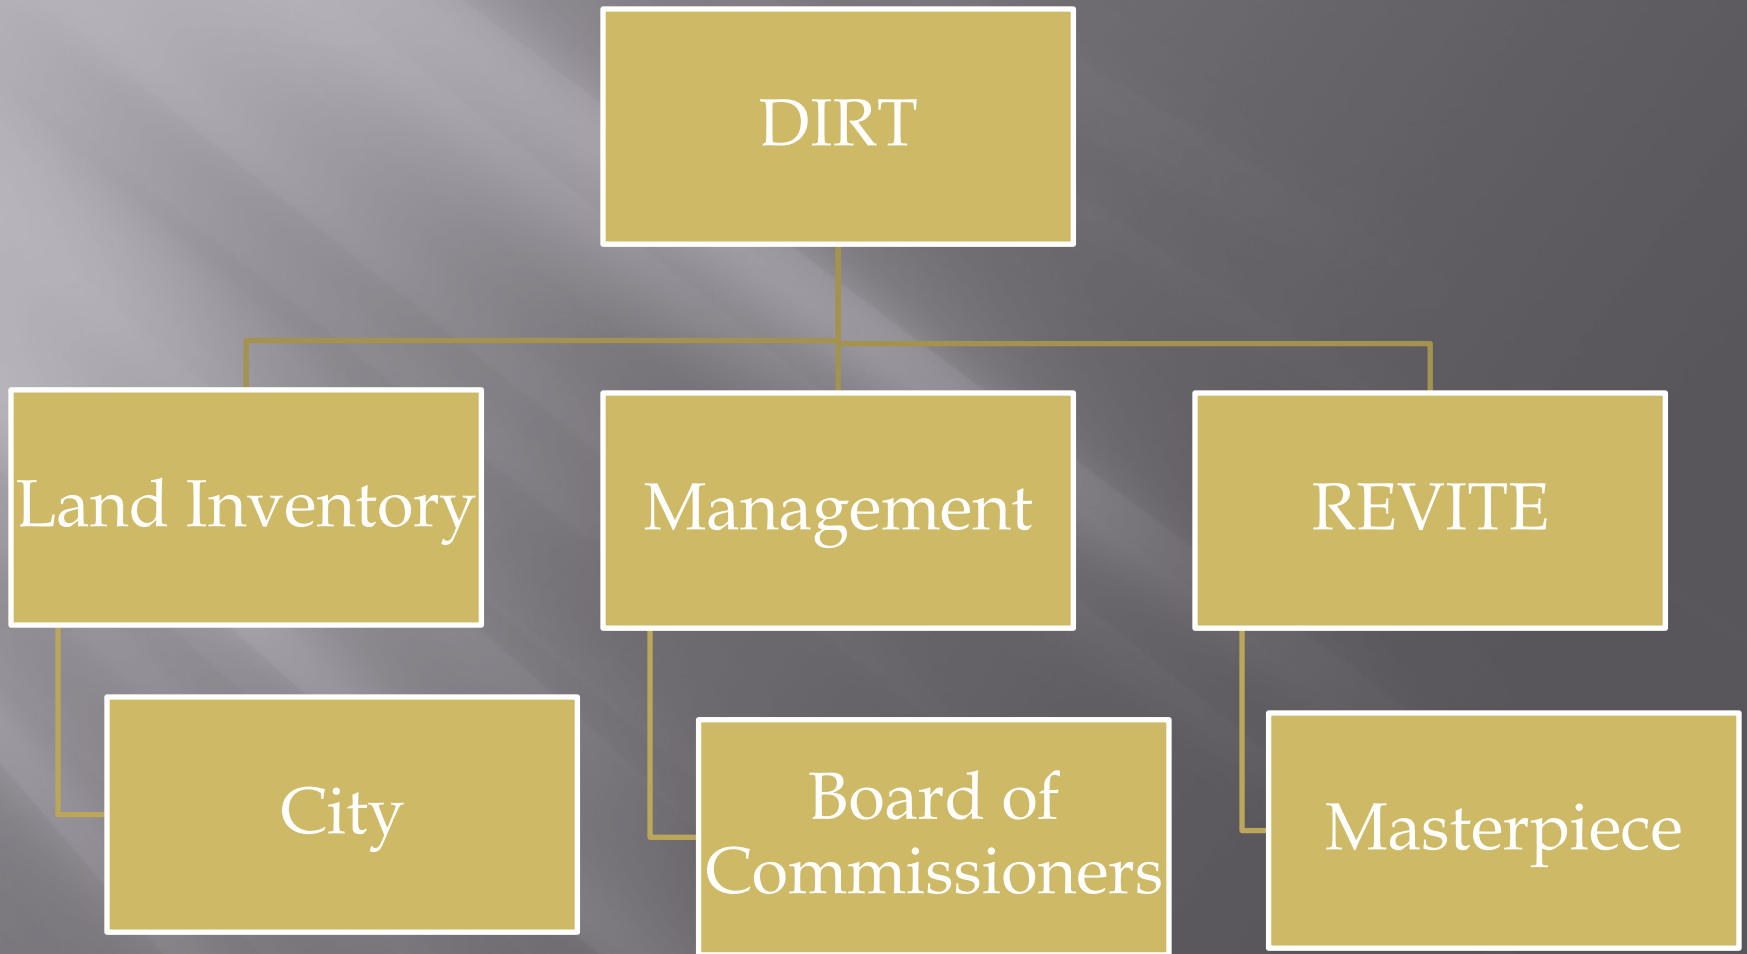 DIRT
Land Inventory
Management
REVITE
City
Board of
Commissioners
Masterpiece